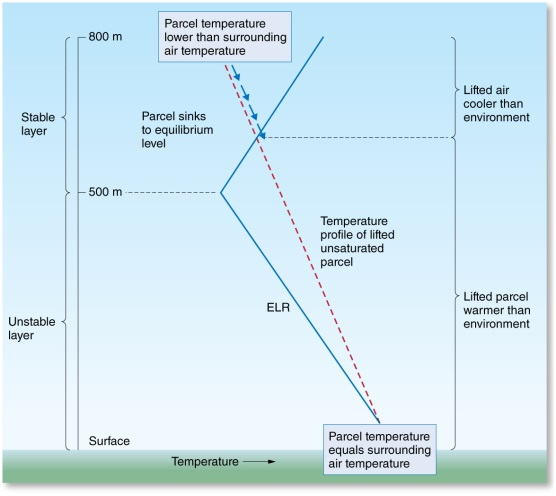 Parcel temperature
lower than surrounding
air temperature
800 m
Stable
layer
Parcel sinks
to equilibrium
level
Lifted air
cooler than
environment
500 m
Temperature
profile of lifted
unsaturated
parcel
ELR
Unstable
layer
Lifted parcel
warmer than
environment
Surface
Parcel temperature
equals surrounding
air temperature
Temperature